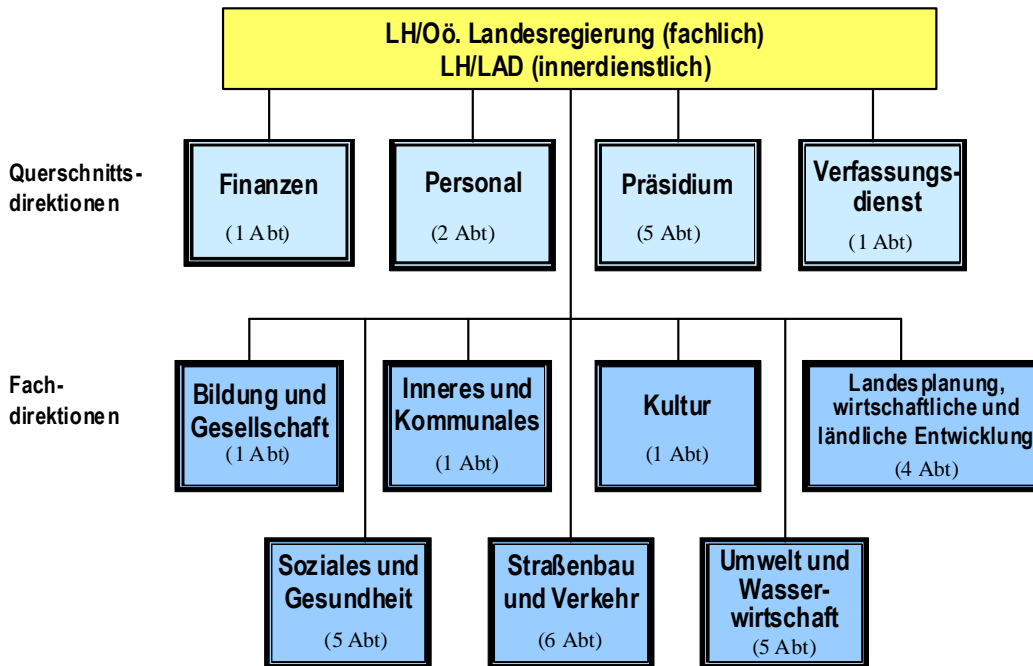 LH/Oö. Landesregierung (fachlich)
LH/LAD (innerdienstlich)
Querschnitts-
direktionen
Finanzen
(1 Abt)
Personal
(2 Abt)
Präsidium
(5 Abt)
Verfassungs-
dienst
(1 Abt)
Fach-
direktionen
Bildung und
Gesellschaft
(1 Abt)
Inneres und
Kommunales
(1 Abt)
Kultur
(1 Abt)
Landesplanung,
wirtschaftliche und
ländliche Entwicklung
(4 Abt)
Soziales und
Gesundheit
(5 Abt)
Straßenbau
und Verkehr
(6 Abt)
Umwelt und
Wasser-
wirtschaft
(5 Abt)